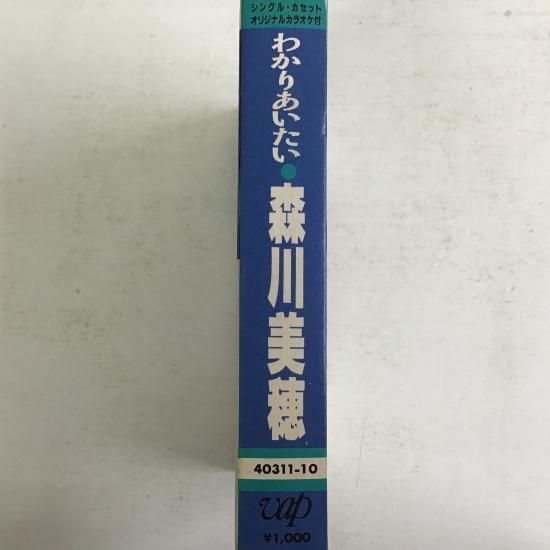 シングル・カセット
オリジナルカラオケ付
わかりあいたい●森川美穂
40311-10
vap
¥1,000